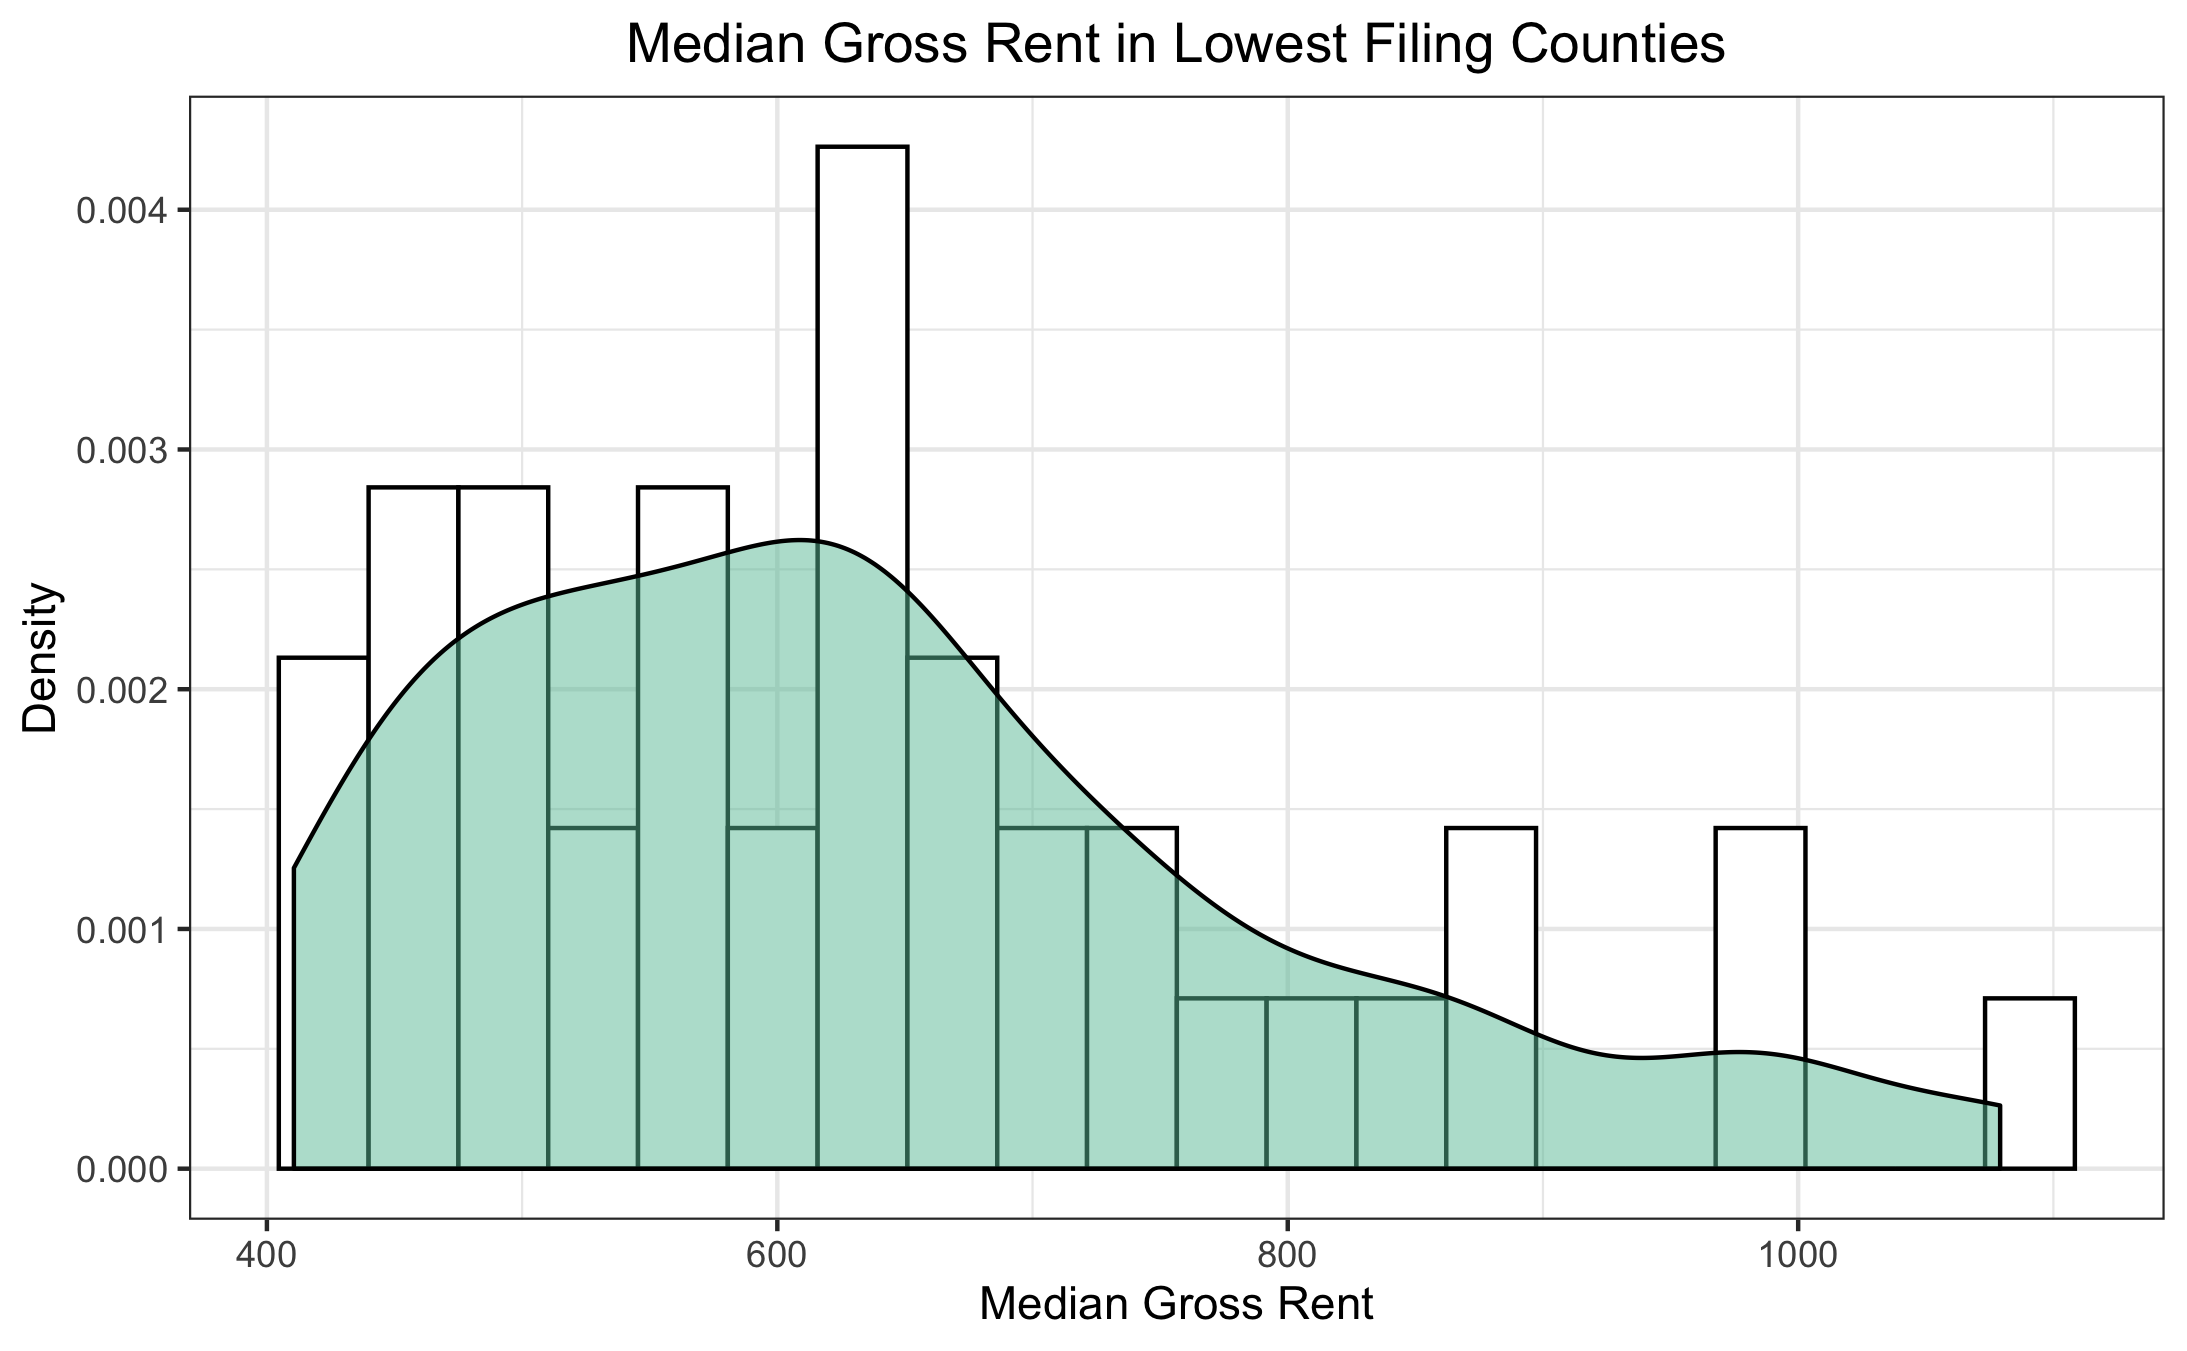 Median Gross Rent in Lowest Filing Counties
Density
0.004
0.003
0.002
0.001
0.000
400 600 800 1000
Median Gross Rent